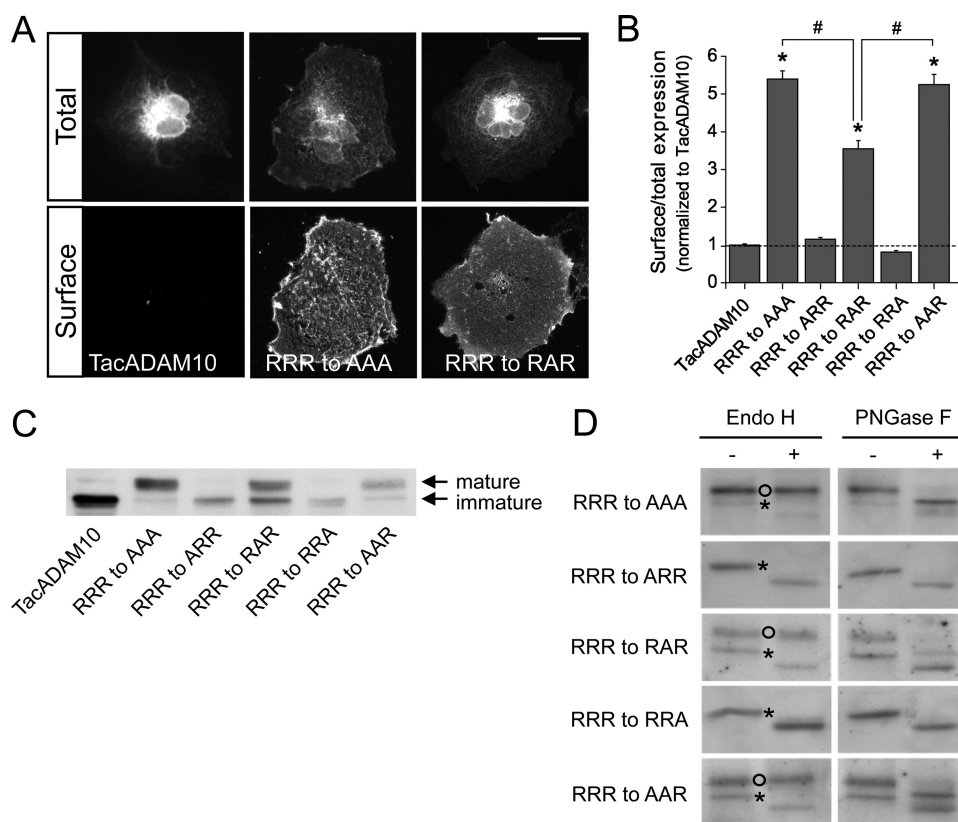 A
Total
Surface
TacADAM10
RRR to AAA
RRR to RAR
B
Surface/total expression
(normalized to TacADAM10)
6
5
4
3
2
1
0
#
#
*
*
*
TacADAM10
RRR to AAA
RRR to ARR
RRR to RAR
RRR to RRA
RRR to AAR
C
mature
immature
TacADAM10
RRR to AAA
RRR to ARR
RRR to RAR
RRR to RRA
RRR to AAR
D
Endo H
PNGase F
- + - +
RRR to AAA
*
RRR to ARR
*
RRR to RAR
*
RRR to RRA
*
RRR to AAR
*